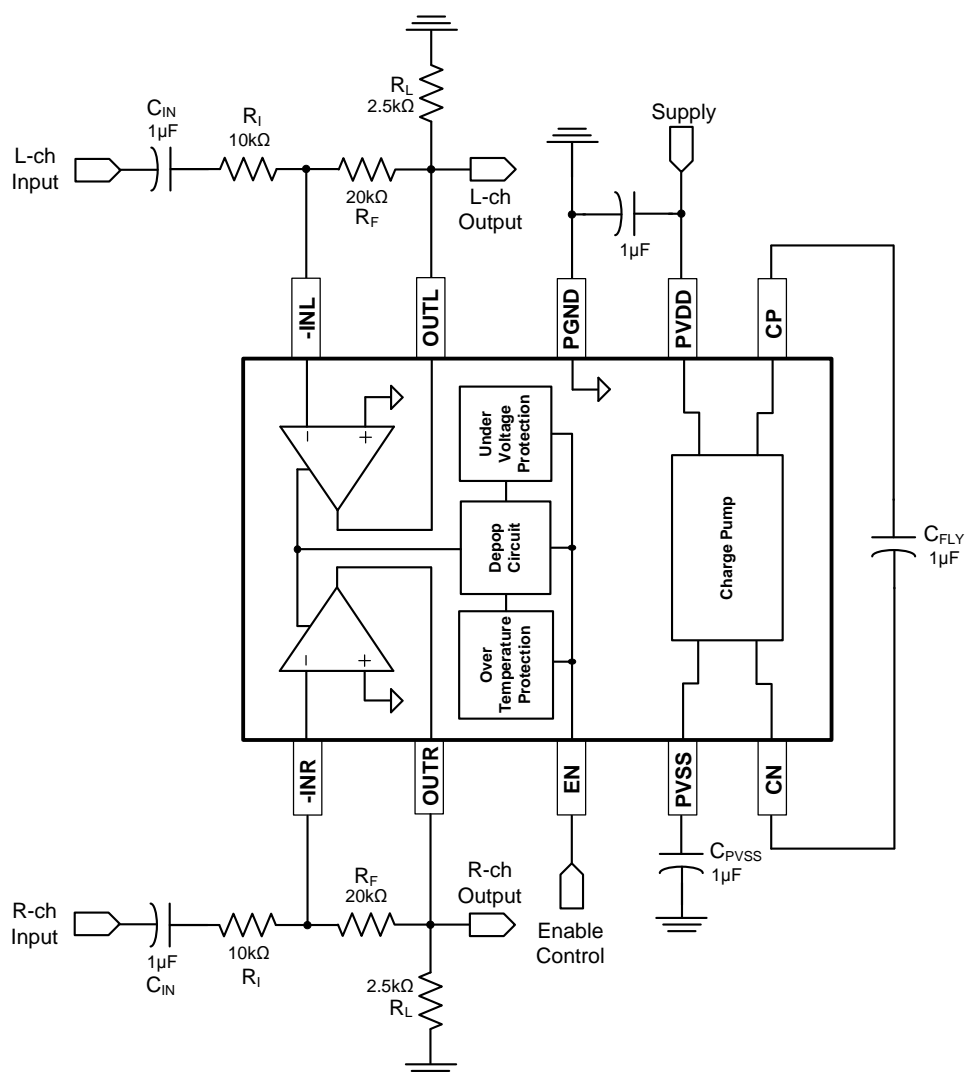 R_L
2.5kΩ
C_IN
1µF
R_I
10kΩ
L-ch
Input
20kΩ
R_F
L-ch
Output
Supply
1µF
-INL
OUTL
PGND
PVDD
CP
Under
Voltage
Protection
Depop
Circuit
Over
Temperature
Protection
Charge Pump
− +
− +
C_FLY
1µF
-INR
OUTR
EN
PVSS
CN
C_PVSS
1µF
R_F
20kΩ
R-ch
Output
R-ch
Input
1µF
C_IN
10kΩ
R_I
Enable
Control
2.5kΩ
R_L